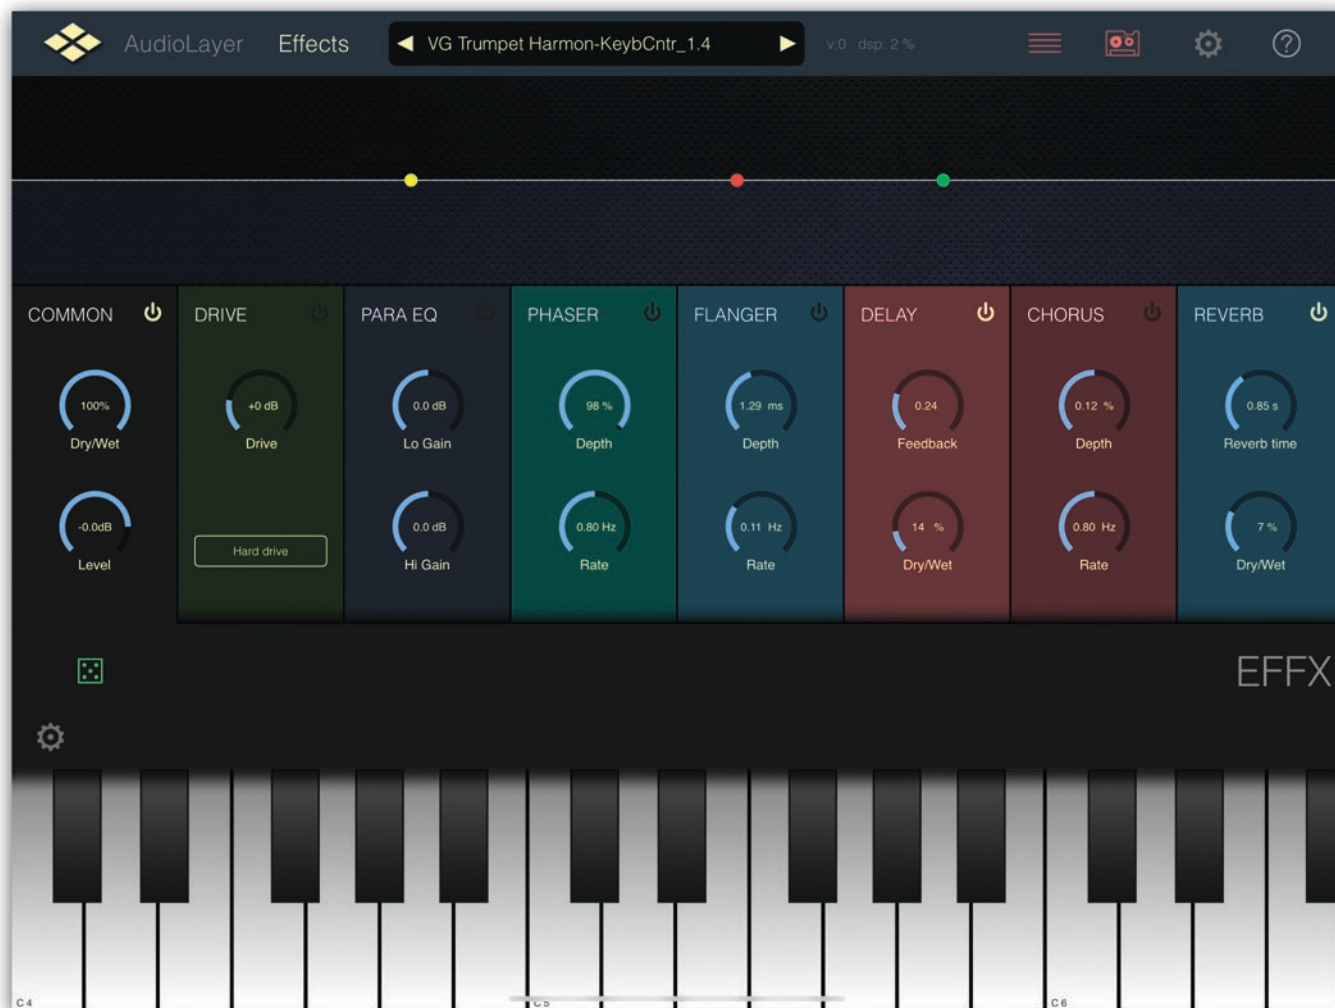 AudioLayer Effects VG Trumpet Harmon-KeybCntr_1.4 v:0 dsp: 2 % ?
COMMON DRIVE PARA EQ PHASER FLANGER DELAY CHORUS REVERB
100% +0 dB 0.0 dB 98 % 1.29 ms 0.24 0.12 % 0.85 s
Dry/Wet Drive Lo Gain Depth Depth Feedback Depth Reverb time
-0.0dB 0.0 dB 0.80 Hz 0.11 Hz 14 % 0.80 Hz 7 %
Hard drive
Level Hi Gain Rate Rate Dry/Wet Rate Dry/Wet
EFFX
C4 C5 C6